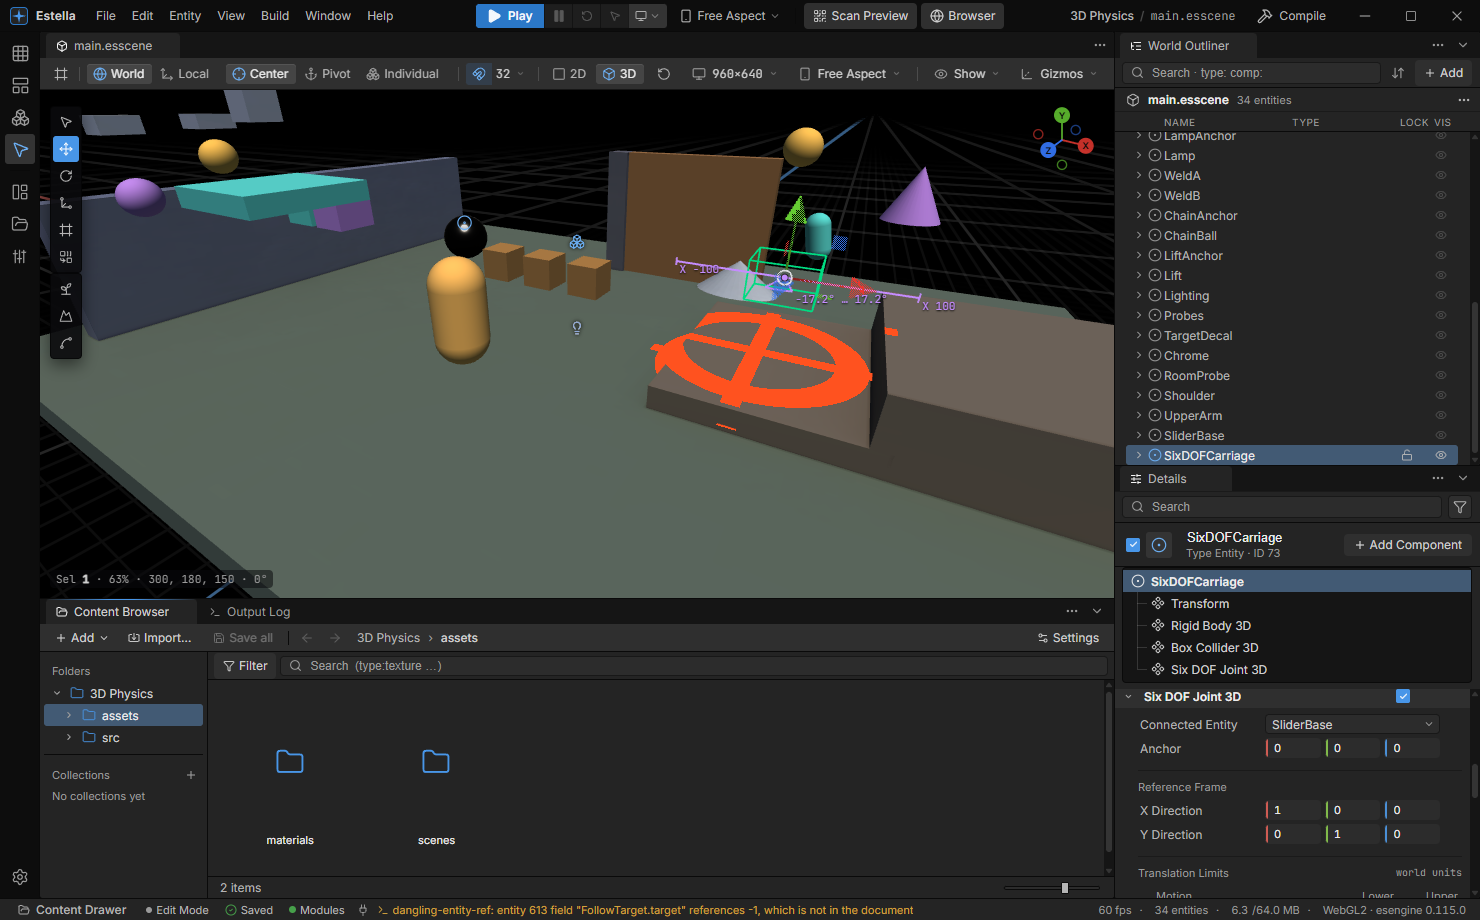 Estella File Edit Entity View Build Window Help Play Free Aspect Scan Preview Browser 3D Physics / main.esscene Compile
main.esscene
World Local Center Pivot Individual 32 2D 3D 960×640 Free Aspect Show Gizmos
X -100
-17.2° … 17.2°
X 100
Y
X
Z
Sel 1 · 63% · 300, 180, 150 · 0°
World Outliner
Search · type: comp:
Add
main.esscene 34 entities
NAME TYPE LOCK VIS
LampAnchor
Lamp
WeldA
WeldB
ChainAnchor
ChainBall
LiftAnchor
Lift
Lighting
Probes
TargetDecal
Chrome
RoomProbe
Shoulder
UpperArm
SliderBase
SixDOFCarriage
Details
Search
SixDOFCarriage
Type Entity · ID 73
Add Component
SixDOFCarriage
Transform
Rigid Body 3D
Box Collider 3D
Six DOF Joint 3D
Six DOF Joint 3D
Connected Entity SliderBase
Anchor 0 0 0
Reference Frame
X Direction 1 0 0
Y Direction 0 1 0
Translation Limits world units
Motion Lower Upper
Content Browser Output Log
Add Import... Save all 3D Physics › assets Settings
Folders
3D Physics
assets
src
Collections
No collections yet
Filter Search (type:texture ...)
materials scenes
2 items
Content Drawer Edit Mode Saved Modules dangling-entity-ref: entity 613 field "FollowTarget.target" references -1, which is not in the document 60 fps · 34 entities · 6.3 /64.0 MB · WebGL2 · esengine 0.115.0